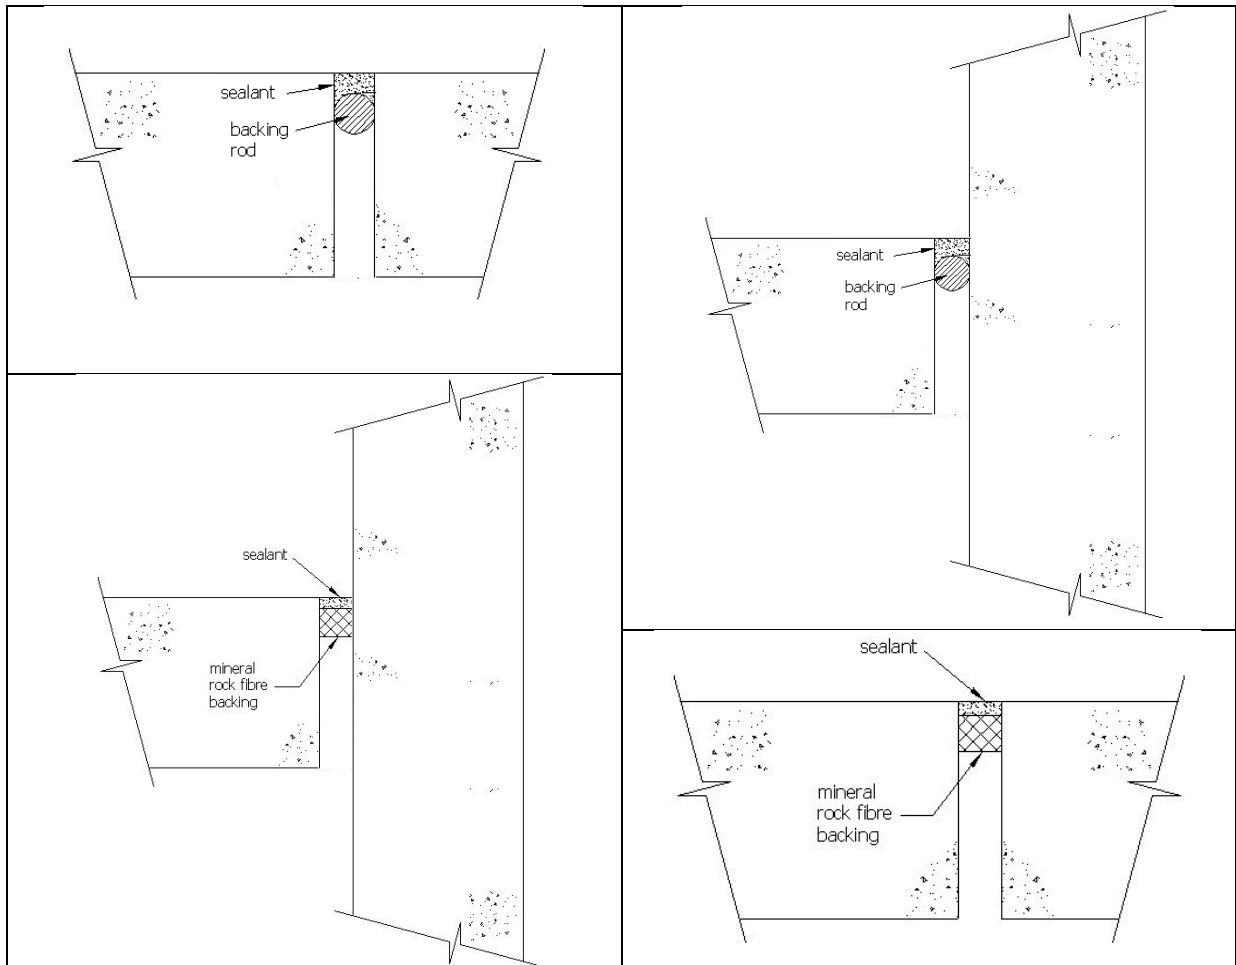 sealant
backing
rod
sealant
backing
rod
sealant
mineral
rock fibre
backing
sealant
mineral
rock fibre
backing